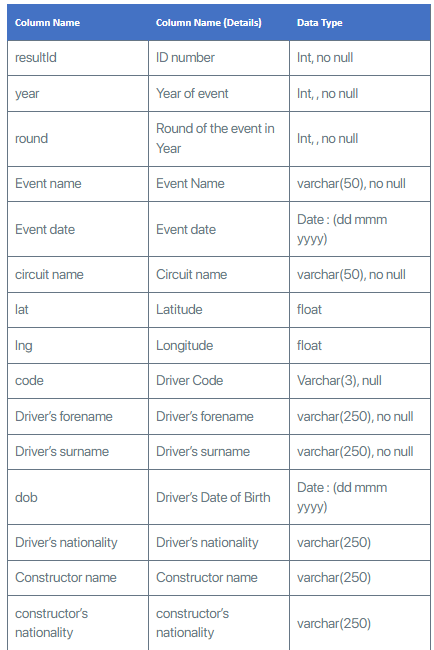 Column Name Column Name (Details) Data Type
resultId ID number Int, no null
year Year of event Int, , no null
round Round of the event in Year Int, , no null
Event name Event Name varchar(50), no null
Event date Event date Date : (dd mmm yyyy)
circuit name Circuit name varchar(50), no null
lat Latitude float
lng Longitude float
code Driver Code Varchar(3), null
Driver's forename Driver's forename varchar(250), no null
Driver's surname Driver's surname varchar(250), no null
dob Driver's Date of Birth Date : (dd mmm yyyy)
Driver's nationality Driver's nationality varchar(250)
Constructor name Constructor name varchar(250)
constructor's nationality constructor's nationality varchar(250)